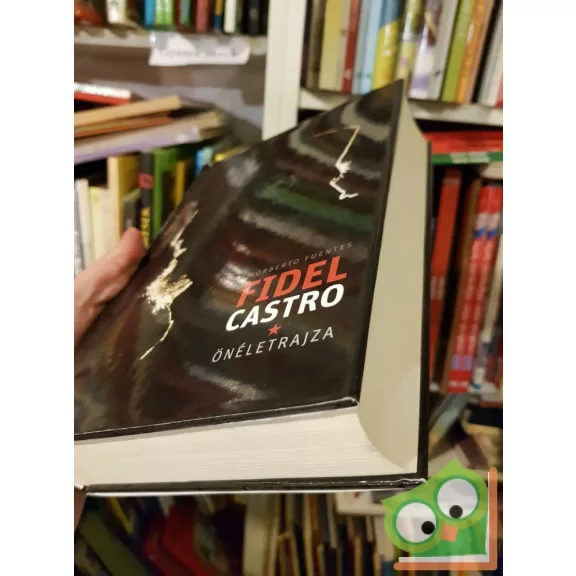 NORBERTO FUENTES
FIDEL
CASTRO
ÖNÉLETRAJZA